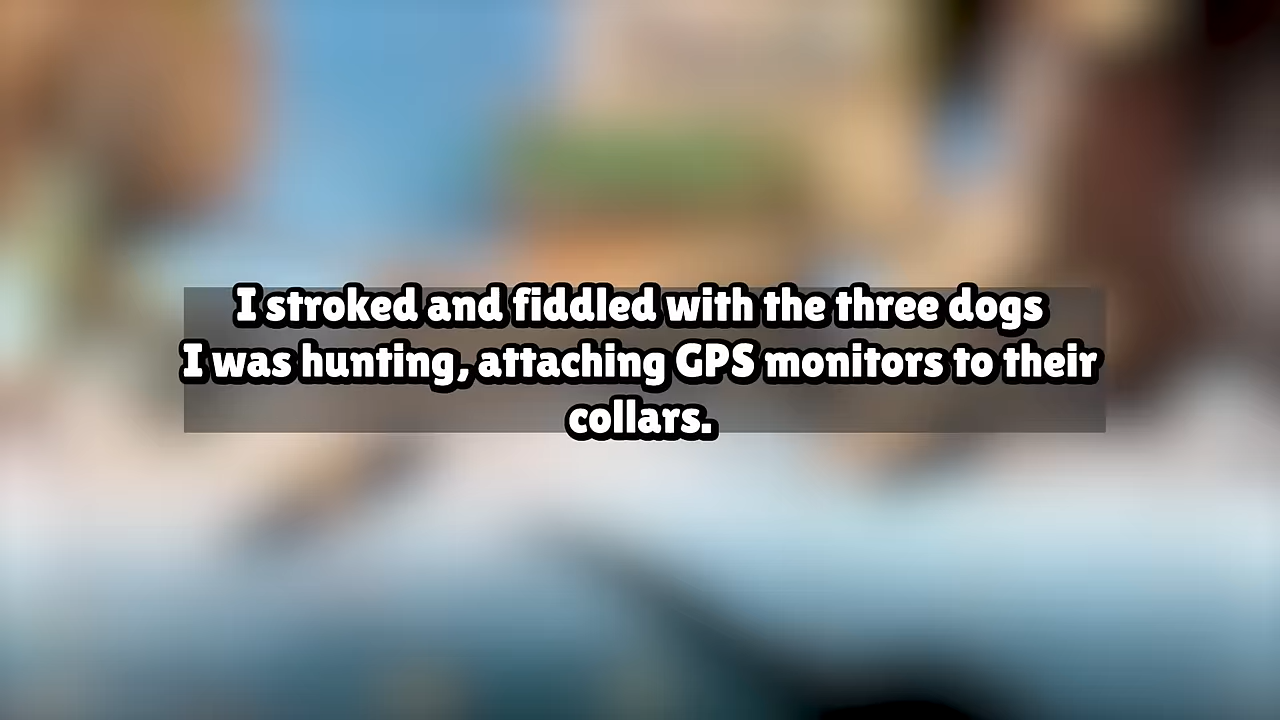 I stroked and fiddled with the three dogs
I was hunting, attaching GPS monitors to their
collars.